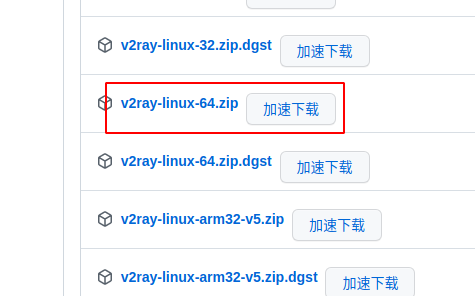 v2ray-linux-32.zip.dgst 加速下载
v2ray-linux-64.zip 加速下载
v2ray-linux-64.zip.dgst 加速下载
v2ray-linux-arm32-v5.zip 加速下载
v2ray-linux-arm32-v5.zip.dgst 加速下载